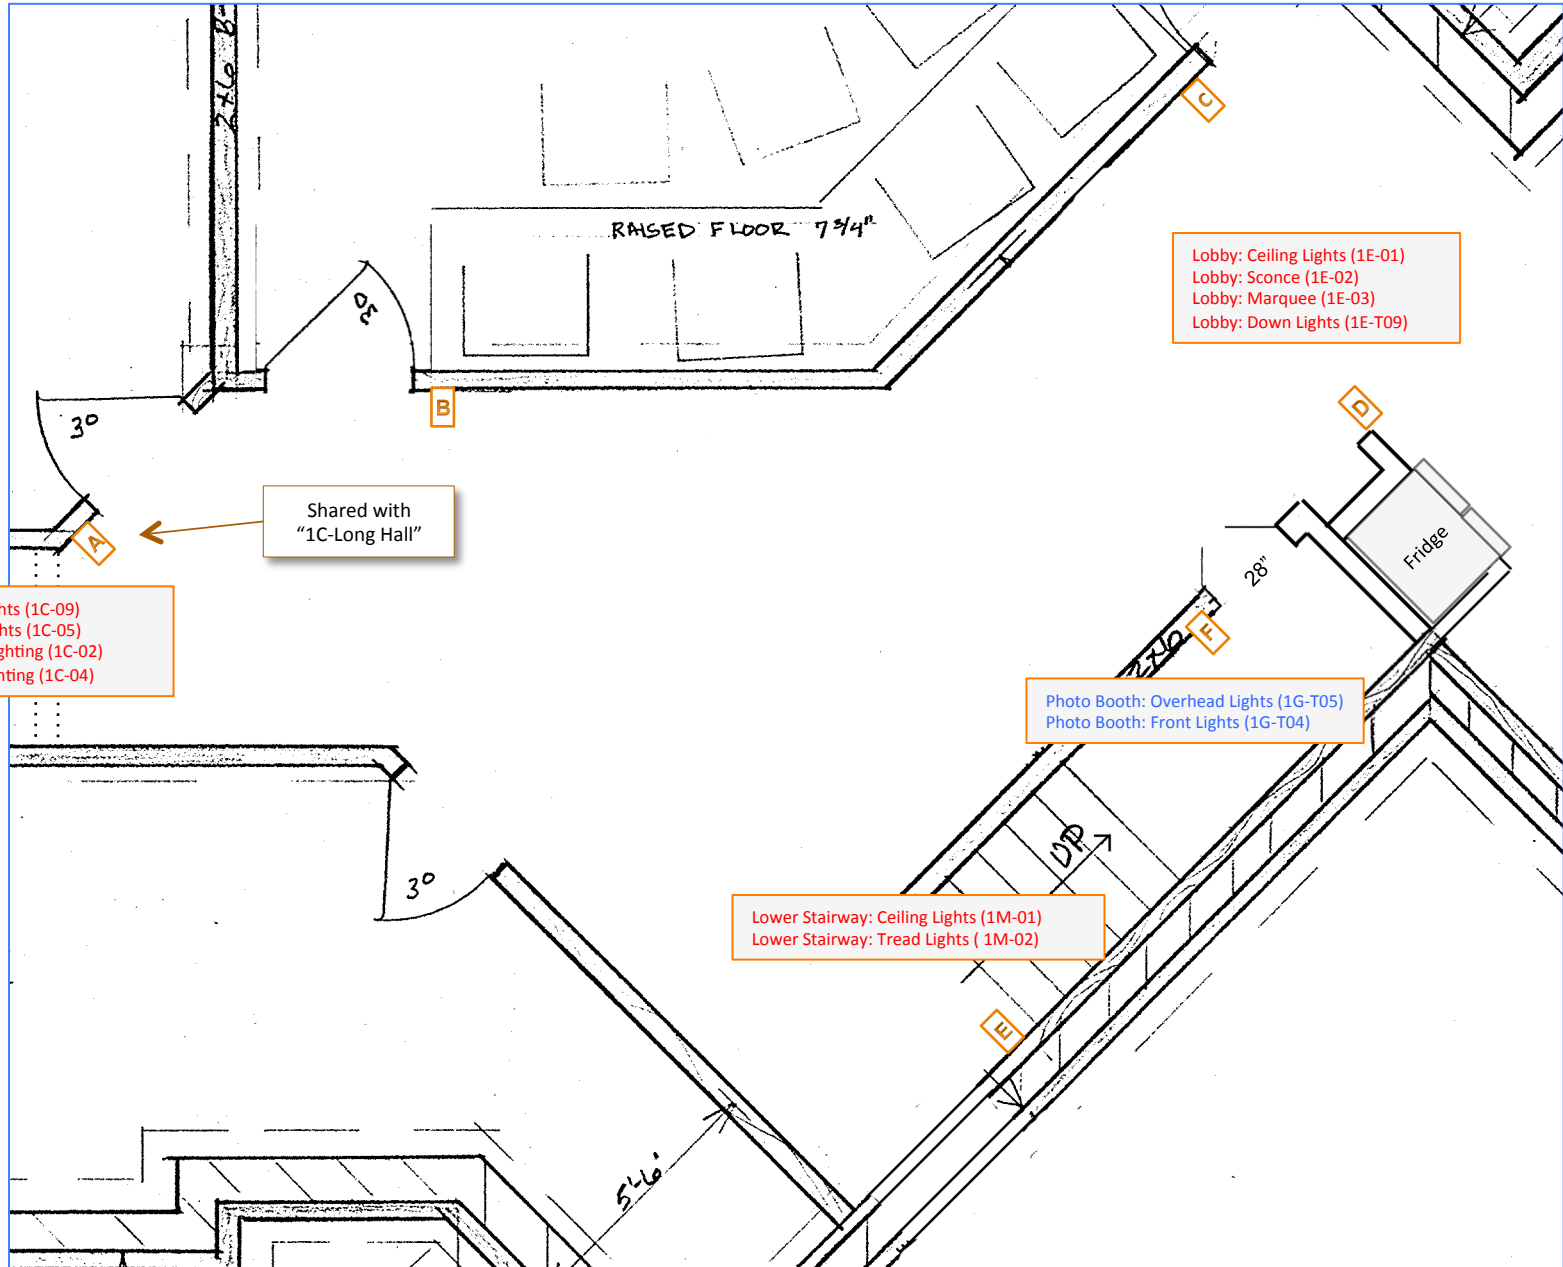 2x6 B-
C
RAISED FLOOR 7 3/4"
Lobby: Ceiling Lights (1E-01)
Lobby: Sconce (1E-02)
Lobby: Marquee (1E-03)
Lobby: Down Lights (1E-T09)
30
B
D
3⁰
Shared with
“1C-Long Hall”
A
Fridge
28”
hts (1C-09)
hts (1C-05)
ghting (1C-02)
nting (1C-04)
F
2x6
Photo Booth: Overhead Lights (1G-T05)
Photo Booth: Front Lights (1G-T04)
UP
3⁰
Lower Stairway: Ceiling Lights (1M-01)
Lower Stairway: Tread Lights ( 1M-02)
E
5'-6"